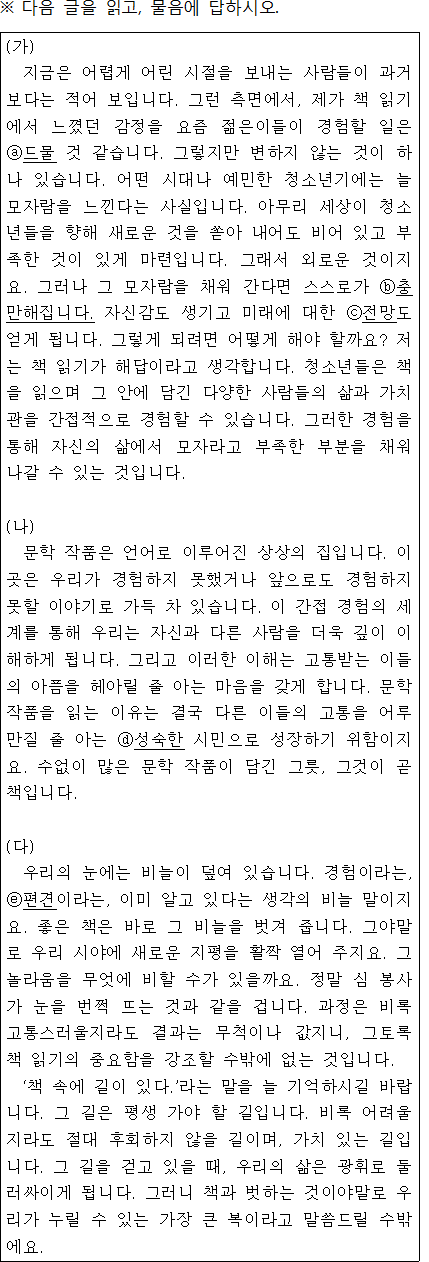 ※ 다음 글을 읽고, 물음에 답하시오.
(가)
지금은 어렵게 어린 시절을 보내는 사람들이 과거
보다는 적어 보입니다. 그런 측면에서, 제가 책 읽기
에서 느꼈던 감정을 요즘 젊은이들이 경험할 일은
ⓐ드물 것 같습니다. 그렇지만 변하지 않는 것이 하
나 있습니다. 어떤 시대나 예민한 청소년기에는 늘
모자람을 느낀다는 사실입니다. 아무리 세상이 청소
년들을 향해 새로운 것을 쏟아 내어도 비어 있고 부
족한 것이 있게 마련입니다. 그래서 외로운 것이지
요. 그러나 그 모자람을 채워 간다면 스스로가 ⓑ충
만해집니다. 자신감도 생기고 미래에 대한 ⓒ전망도
얻게 됩니다. 그렇게 되려면 어떻게 해야 할까요? 저
는 책 읽기가 해답이라고 생각합니다. 청소년들은 책
을 읽으며 그 안에 담긴 다양한 사람들의 삶과 가치
관을 간접적으로 경험할 수 있습니다. 그러한 경험을
통해 자신의 삶에서 모자라고 부족한 부분을 채워
나갈 수 있는 것입니다.
(나)
문학 작품은 언어로 이루어진 상상의 집입니다. 이
곳은 우리가 경험하지 못했거나 앞으로도 경험하지
못할 이야기로 가득 차 있습니다. 이 간접 경험의 세
계를 통해 우리는 자신과 다른 사람을 더욱 깊이 이
해하게 됩니다. 그리고 이러한 이해는 고통받는 이들
의 아픔을 헤아릴 줄 아는 마음을 갖게 합니다. 문학
작품을 읽는 이유는 결국 다른 이들의 고통을 어루
만질 줄 아는 ⓓ성숙한 시민으로 성장하기 위함이지
요. 수없이 많은 문학 작품이 담긴 그릇, 그것이 곧
책입니다.
(다)
우리의 눈에는 비늘이 덮여 있습니다. 경험이라는,
ⓔ편견이라는, 이미 알고 있다는 생각의 비늘 말이지
요. 좋은 책은 바로 그 비늘을 벗겨 줍니다. 그야말
로 우리 시야에 새로운 지평을 활짝 열어 주지요. 그
놀라움을 무엇에 비할 수가 있을까요. 정말 심 봉사
가 눈을 번쩍 뜨는 것과 같을 겁니다. 과정은 비록
고통스러울지라도 결과는 무척이나 값지니, 그토록
책 읽기의 중요함을 강조할 수밖에 없는 것입니다.
‘책 속에 길이 있다.’라는 말을 늘 기억하시길 바랍
니다. 그 길은 평생 가야 할 길입니다. 비록 어려울
지라도 절대 후회하지 않을 길이며, 가치 있는 길입
니다. 그 길을 걷고 있을 때, 우리의 삶은 광휘로 둘
러싸이게 됩니다. 그러니 책과 벗하는 것이야말로 우
리가 누릴 수 있는 가장 큰 복이라고 말씀드릴 수밖
에요.